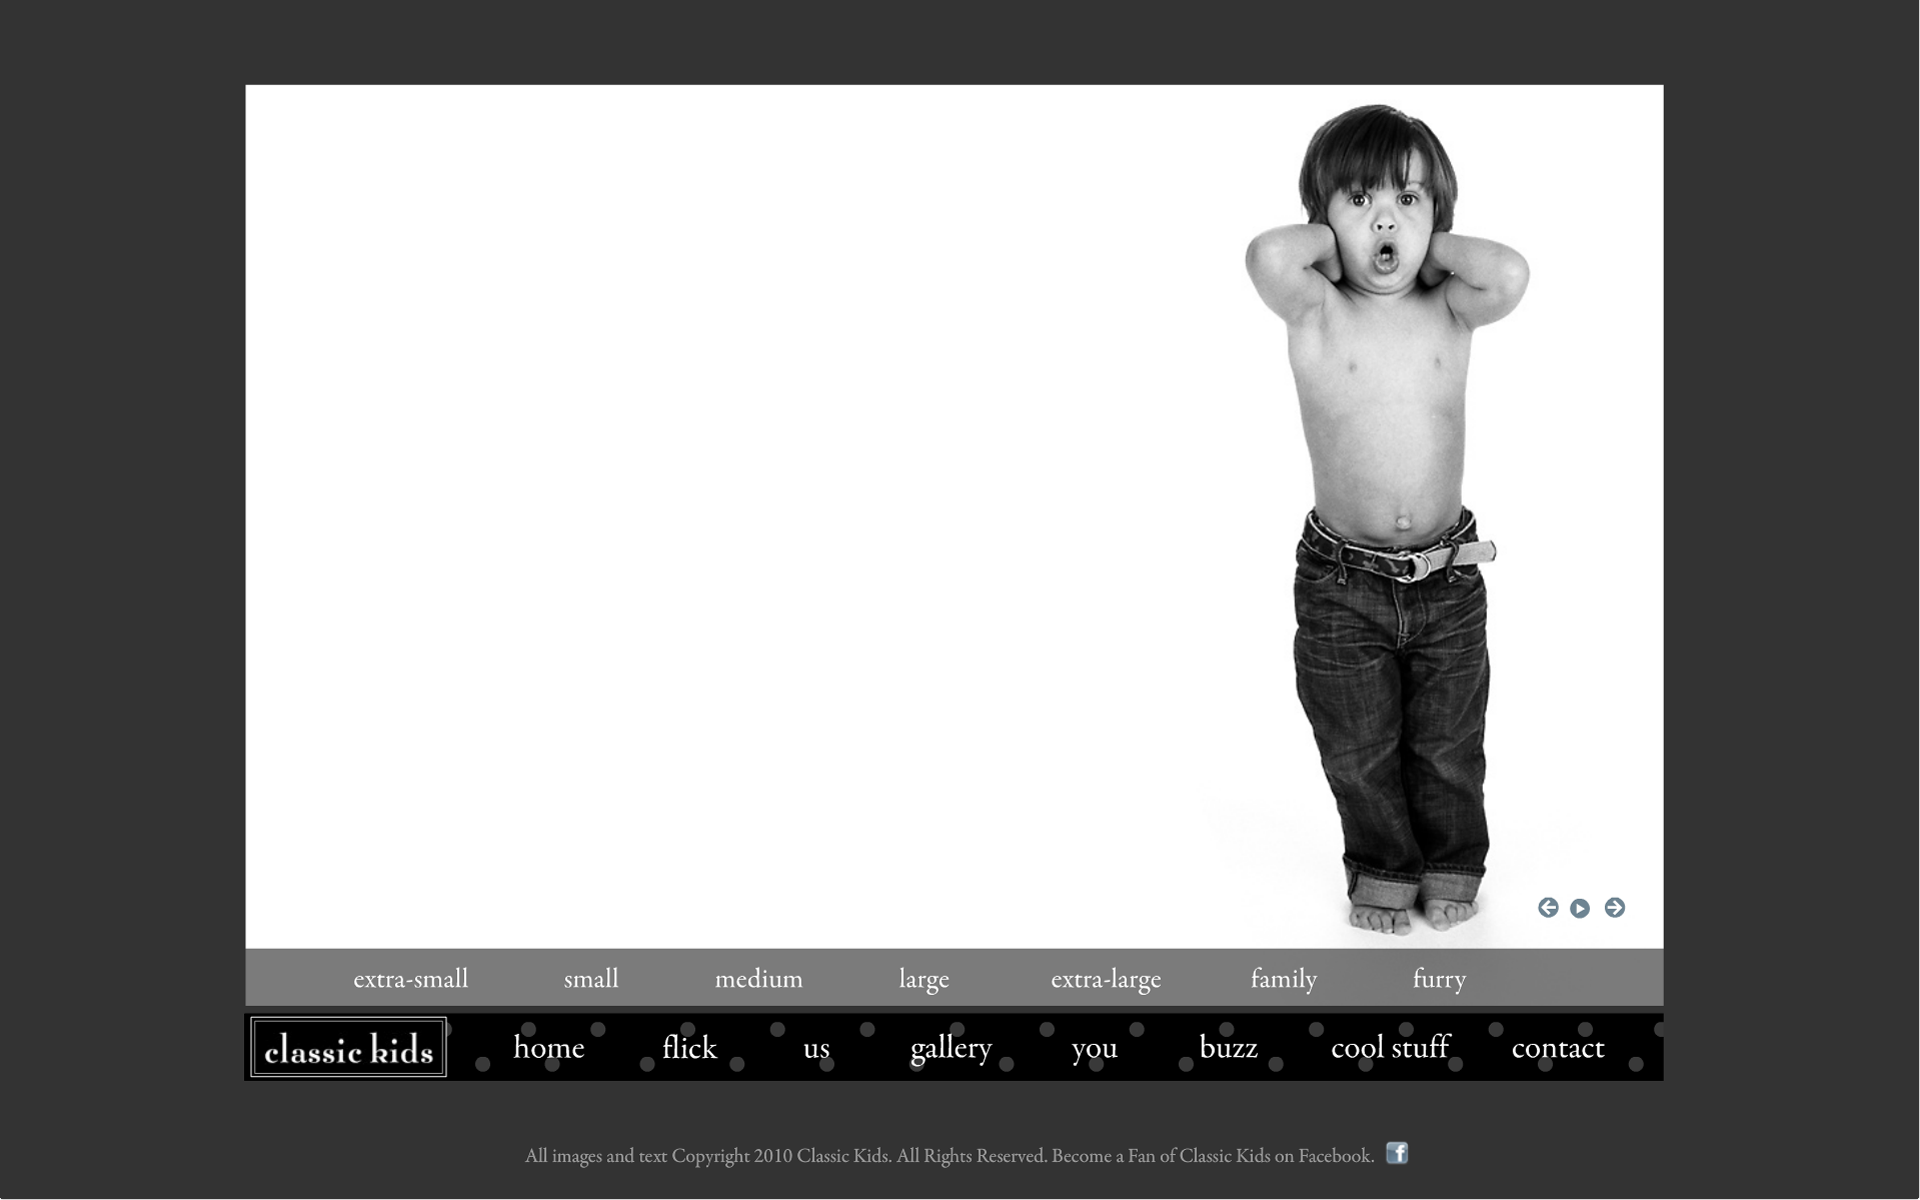 extra-small small medium large extra-large family furry
classic kids home flick us gallery you buzz cool stuff contact
All images and text Copyright 2010 Classic Kids. All Rights Reserved. Become a Fan of Classic Kids on Facebook. f